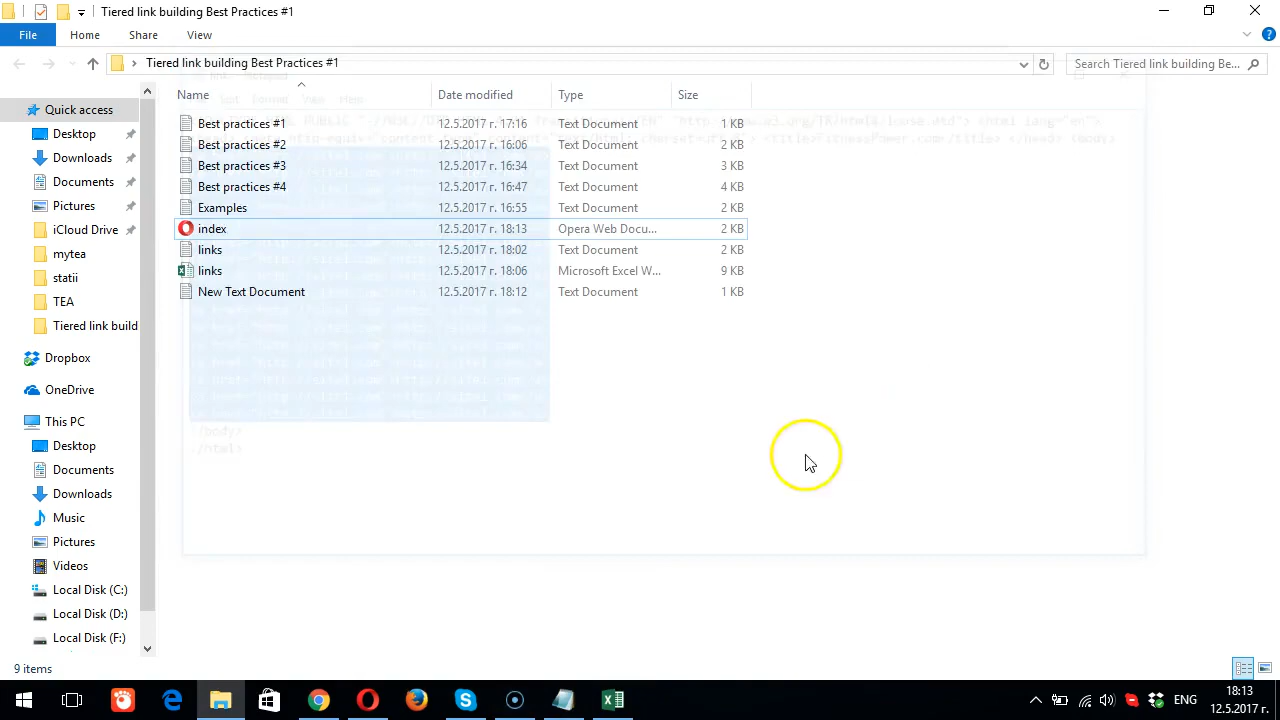 Tiered link building Best Practices #1
File Home Share View
Tiered link building Best Practices #1
Search Tiered link building Be...
Name Date modified Type Size
Quick access
Desktop
Downloads
Documents
Pictures
iCloud Drive
mytea
statii
TEA
Tiered link build
Dropbox
OneDrive
This PC
Desktop
Documents
Downloads
Music
Pictures
Videos
Local Disk (C:)
Local Disk (D:)
Local Disk (F:)
Best practices #1 12.5.2017 г. 17:16 Text Document 1 KB
Best practices #2 12.5.2017 г. 16:06 Text Document 2 KB
Best practices #3 12.5.2017 г. 16:34 Text Document 3 KB
Best practices #4 12.5.2017 г. 16:47 Text Document 4 KB
Examples 12.5.2017 г. 16:55 Text Document 2 KB
index 12.5.2017 г. 18:13 Opera Web Docu... 2 KB
links 12.5.2017 г. 18:02 Text Document 2 KB
links 12.5.2017 г. 18:06 Microsoft Excel W... 9 KB
New Text Document 12.5.2017 г. 18:12 Text Document 1 KB
</body>
</html>
9 items
ENG
18:13
12.5.2017 г.